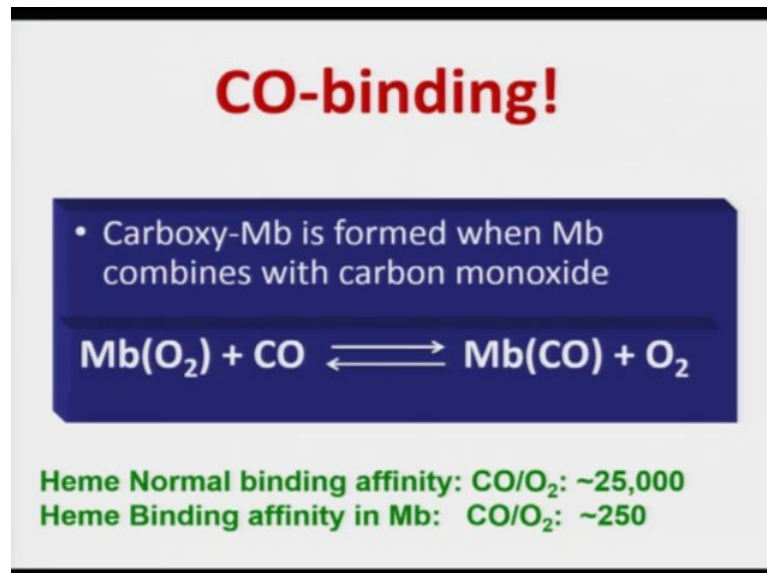 CO-binding!
• Carboxy-Mb is formed when Mb
combines with carbon monoxide
Mb(O₂) + CO ⇌ Mb(CO) + O₂
Heme Normal binding affinity: CO/O₂: ~25,000
Heme Binding affinity in Mb: CO/O₂: ~250